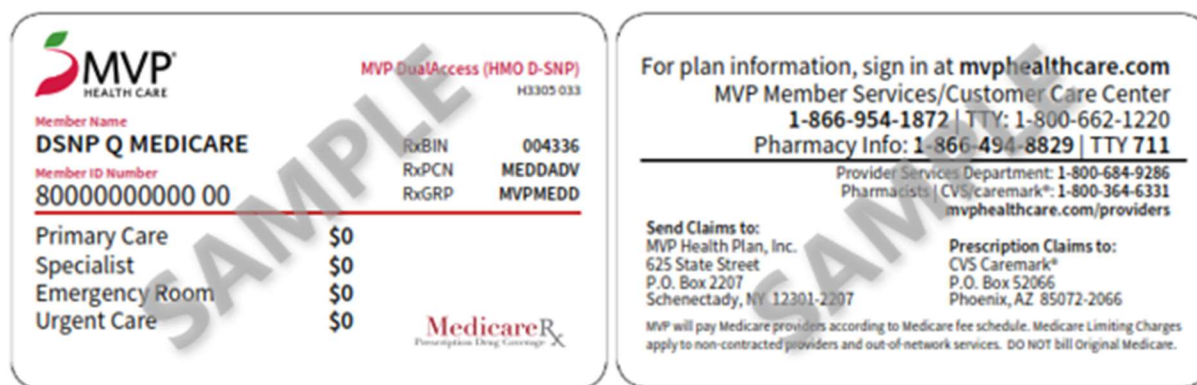 MVP®
HEALTH CARE
MVP DualAccess (HMO D-SNP)
H3305 033
Member Name
DSNP Q MEDICARE
Member ID Number
80000000000 00
RxBIN 004336
RxPCN MEDDADV
RxGRP MVPMEDD
Primary Care $0
Specialist $0
Emergency Room $0
Urgent Care $0
MedicareRx
Prescription Drug Coverage
SAMPLE
For plan information, sign in at mvphealthcare.com
MVP Member Services/Customer Care Center
1-866-954-1872 | TTY: 1-800-662-1220
Pharmacy Info: 1-866-494-8829 | TTY 711
Provider Services Department: 1-800-684-9286
Pharmacists | CVS/caremark®: 1-800-364-6331
mvphealthcare.com/providers
Send Claims to:
MVP Health Plan, Inc.
625 State Street
P.O. Box 2207
Schenectady, NY 12301-2207
Prescription Claims to:
CVS Caremark®
P.O. Box 52066
Phoenix, AZ 85072-2066
MVP will pay Medicare providers according to Medicare fee schedule. Medicare Limiting Charges
apply to non-contracted providers and out-of-network services. DO NOT bill Original Medicare.
SAMPLE